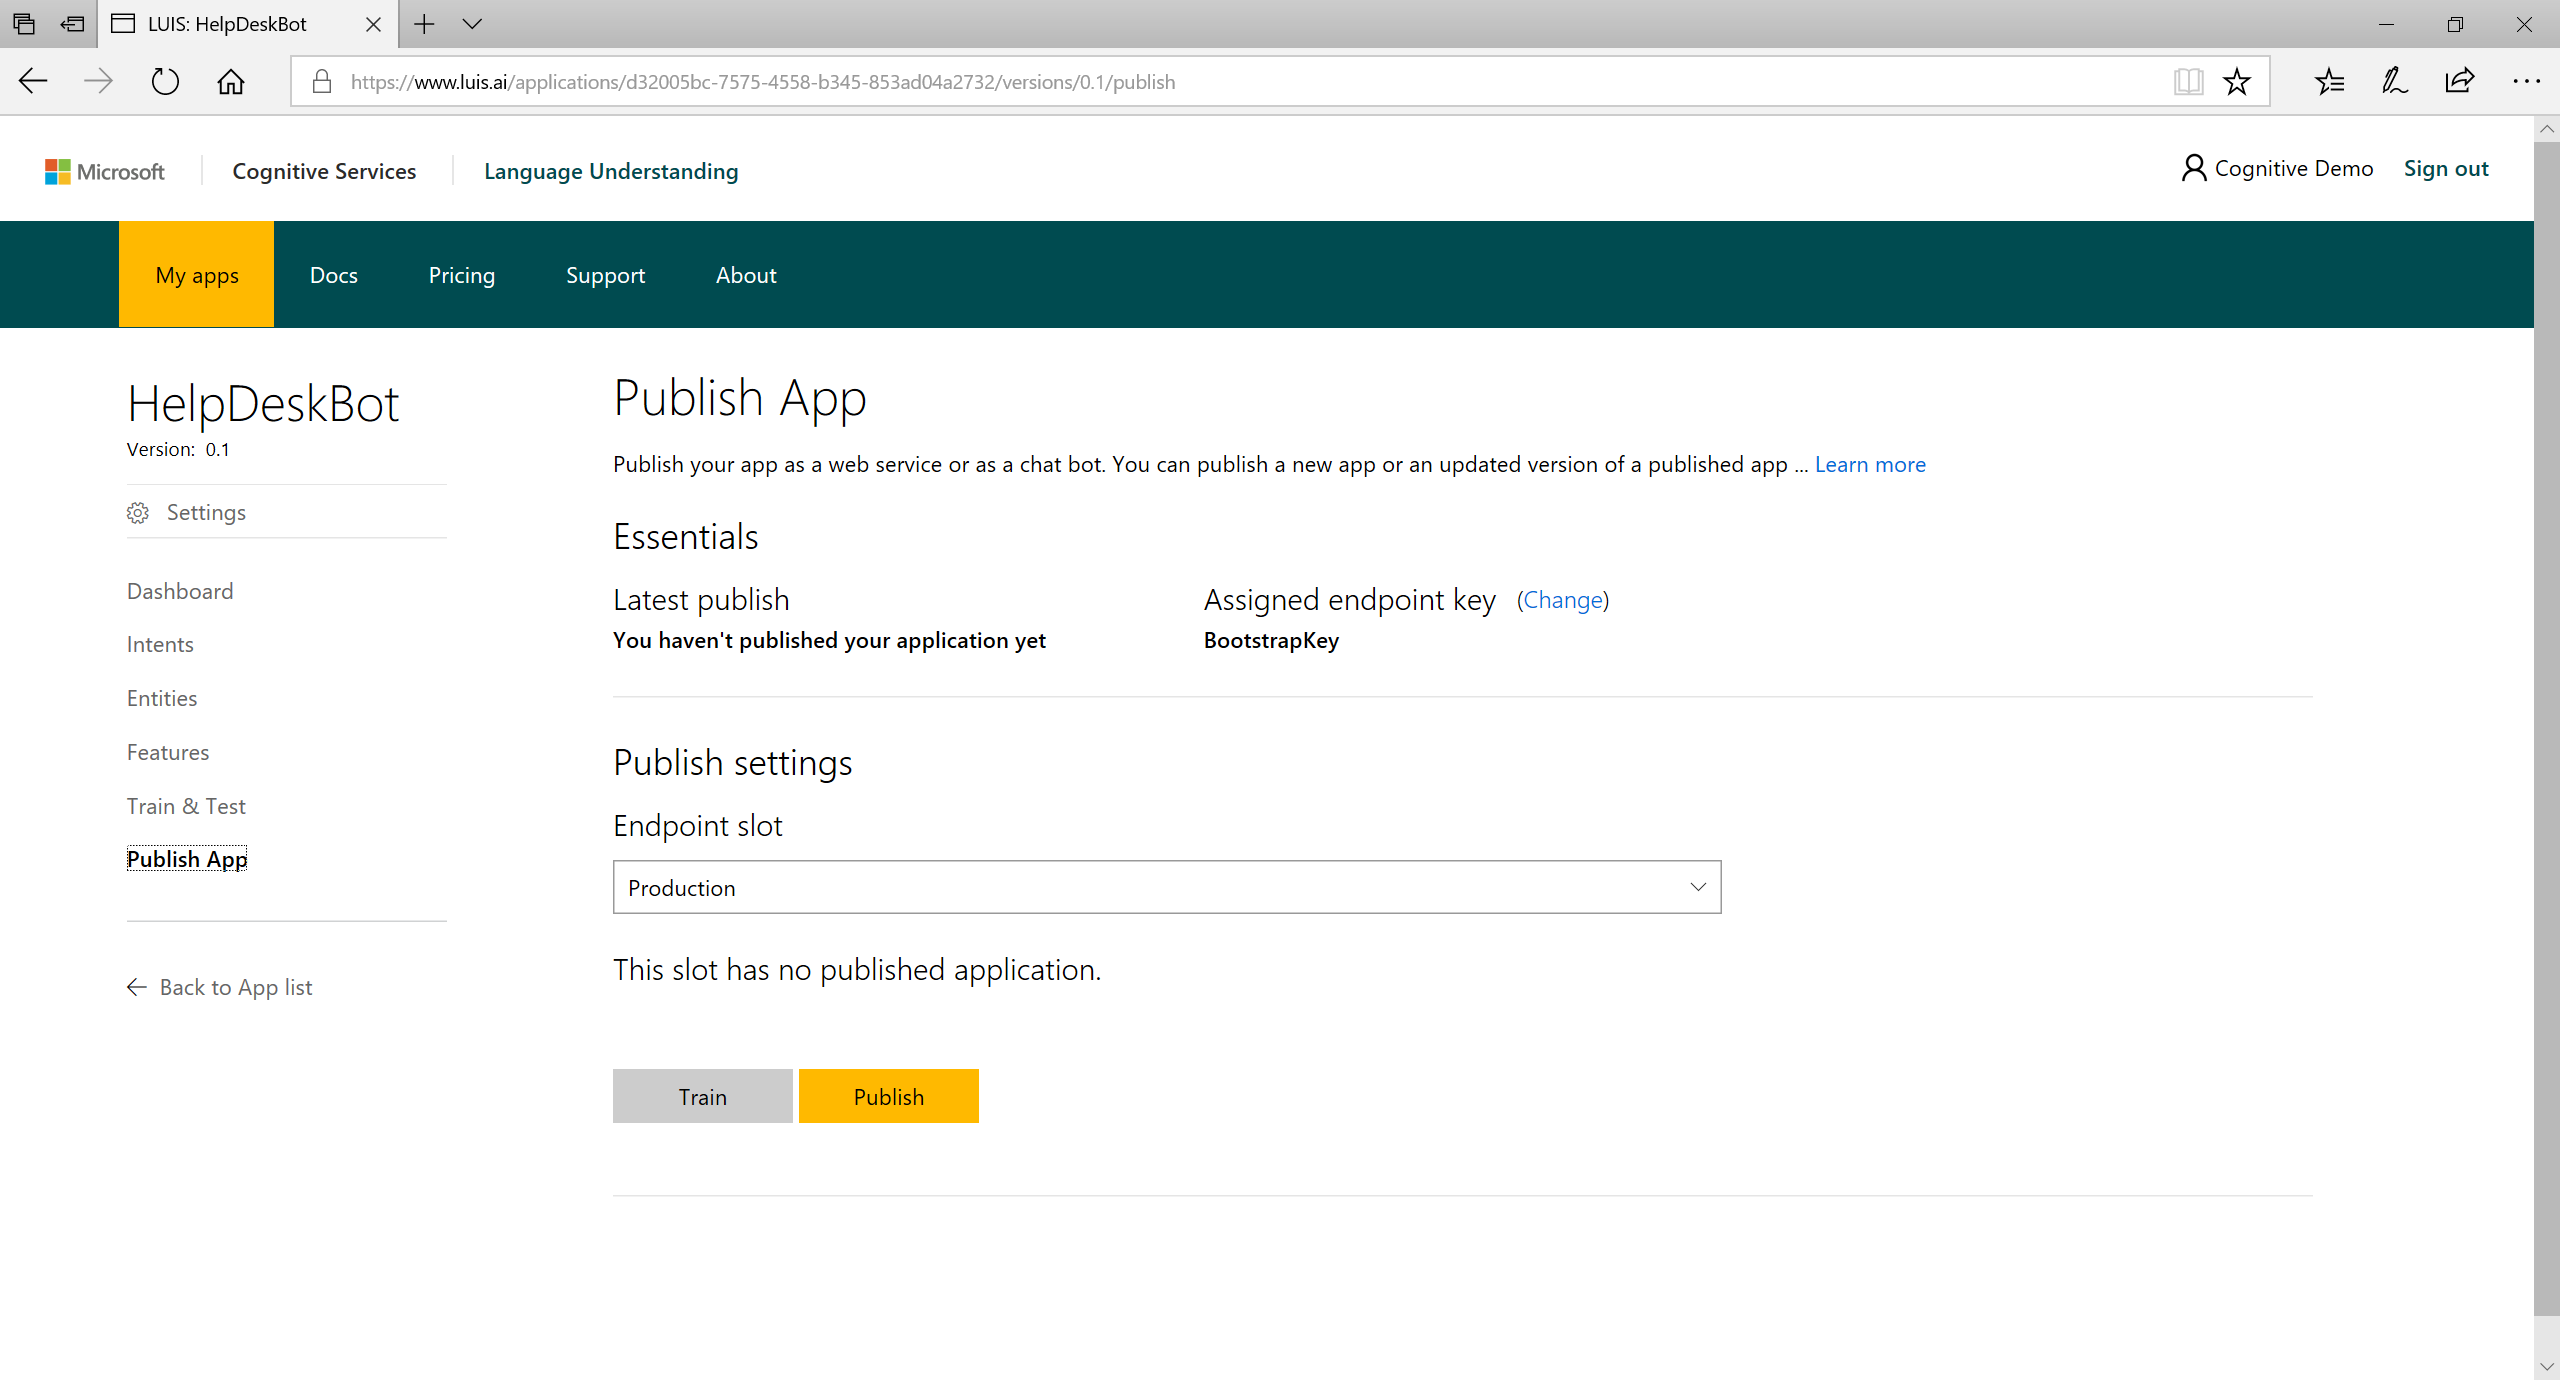 LUIS: HelpDeskBot
https://www.luis.ai/applications/d32005bc-7575-4558-b345-853ad04a2732/versions/0.1/publish
Microsoft Cognitive Services Language Understanding Cognitive Demo Sign out
My apps Docs Pricing Support About
HelpDeskBot
Version: 0.1
Settings
Dashboard
Intents
Entities
Features
Train & Test
Publish App
Back to App list
Publish App
Publish your app as a web service or as a chat bot. You can publish a new app or an updated version of a published app ... Learn more
Essentials
Latest publish
You haven't published your application yet
Assigned endpoint key (Change)
BootstrapKey
Publish settings
Endpoint slot
Production
This slot has no published application.
Train Publish